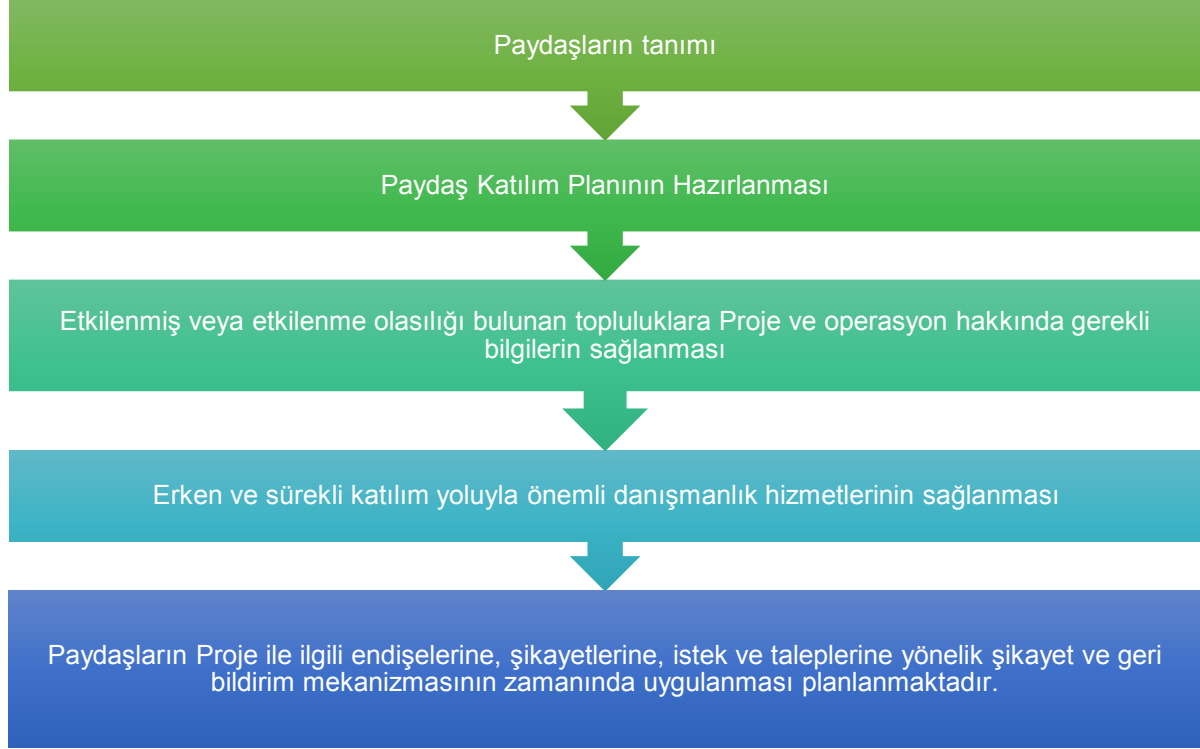 Paydaşların tanımı
Paydaş Katılım Planının Hazırlanması
Etkilenmiş veya etkilenme olasılığı bulunan topluluklara Proje ve operasyon hakkında gerekli
bilgilerin sağlanması
Erken ve sürekli katılım yoluyla önemli danışmanlık hizmetlerinin sağlanması
Paydaşların Proje ile ilgili endişelerine, şikayetlerine, istek ve taleplerine yönelik şikayet ve geri
bildirim mekanizmasının zamanında uygulanması planlanmaktadır.